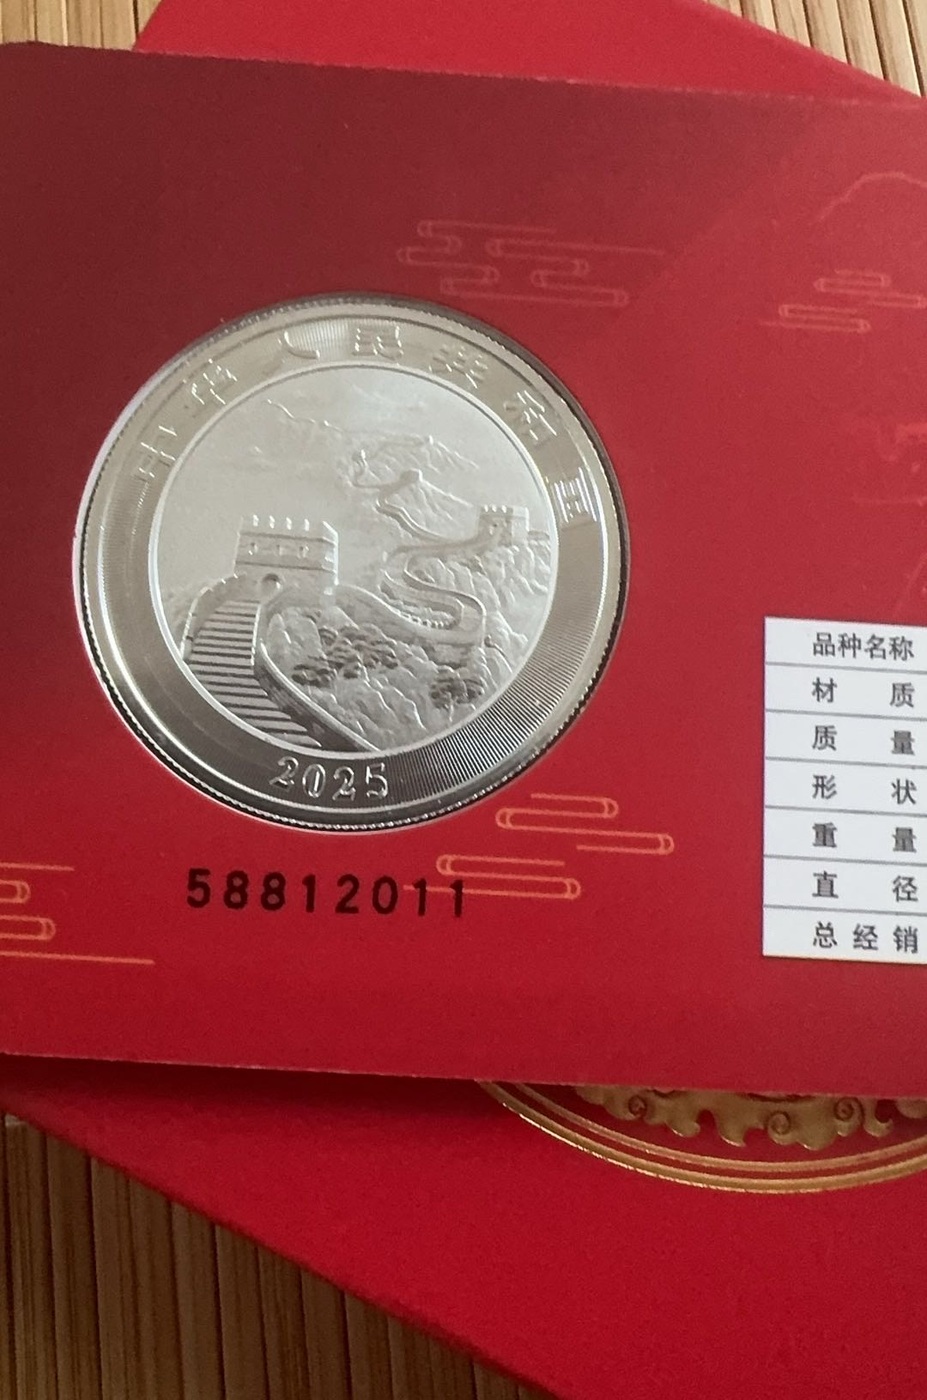 中华人民共和国
2025
58812011
品种名称
材 质
质 量
形 状
重 量
直 径
总经销